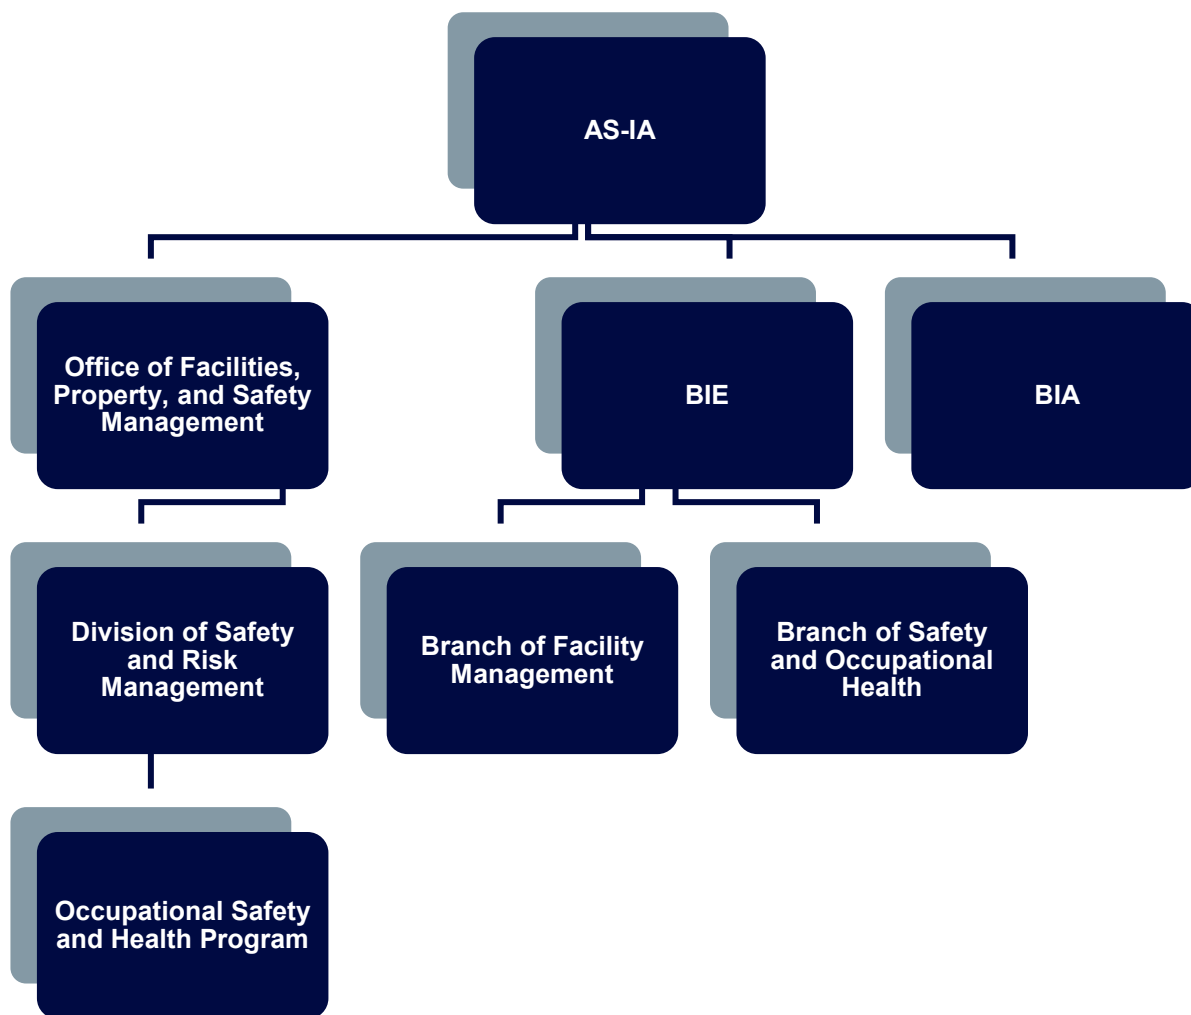 AS-IA
Office of Facilities,
Property, and Safety
Management
BIE
BIA
Division of Safety
and Risk
Management
Branch of Facility
Management
Branch of Safety
and Occupational
Health
Occupational Safety
and Health Program